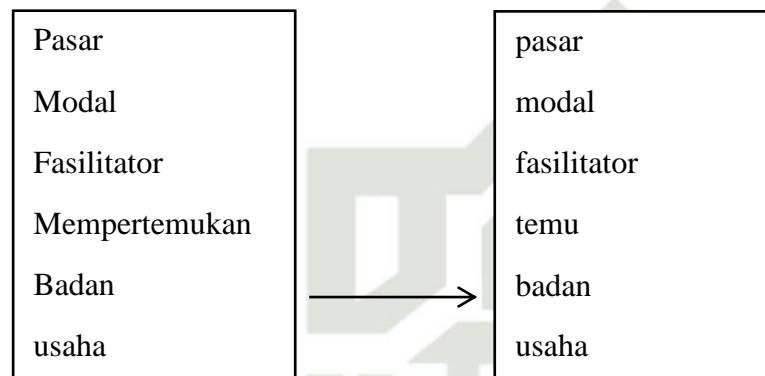 Pasar
Modal
Fasilitator
Mempertemukan
Badan
usaha
pasar
modal
fasilitator
temu
badan
usaha